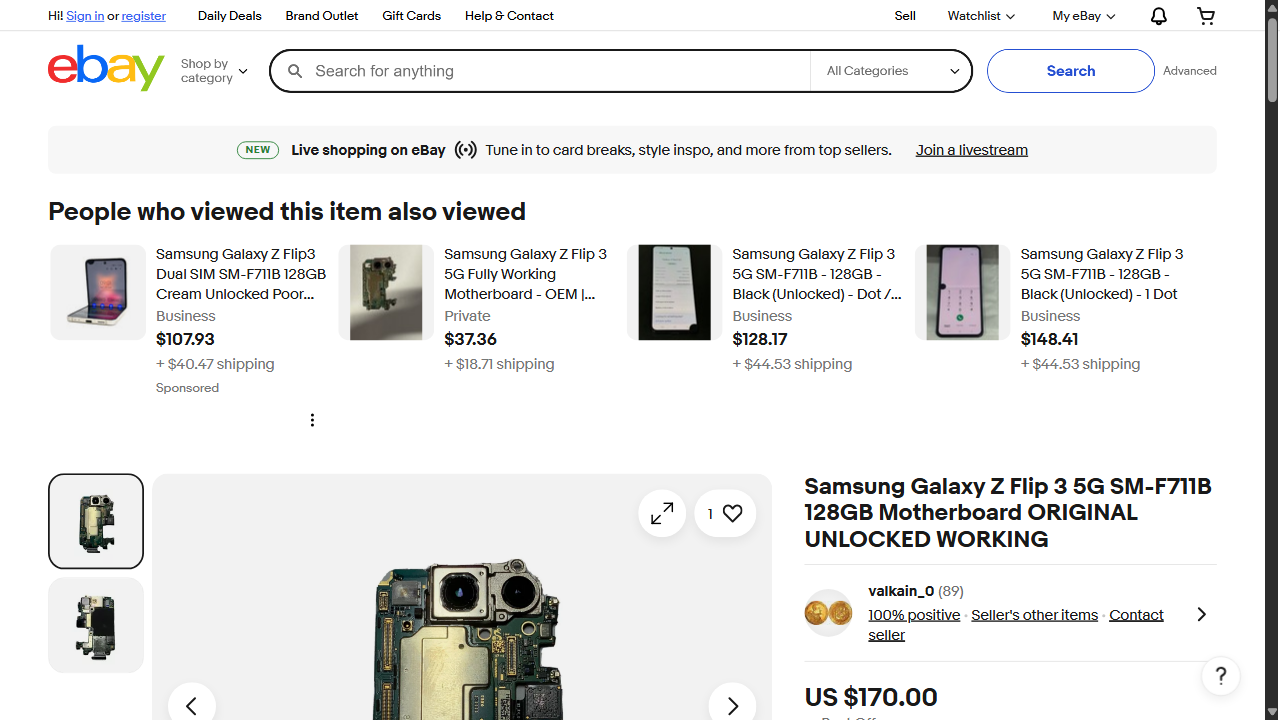 Hi! Sign in or register
Daily Deals
Brand Outlet
Gift Cards
Help & Contact
Sell
Watchlist
My eBay
ebay
Shop by category
Search for anything
All Categories
Search
Advanced
NEW
Live shopping on eBay
Tune in to card breaks, style inspo, and more from top sellers.
Join a livestream
People who viewed this item also viewed
Samsung Galaxy Z Flip3
Dual SIM SM-F711B 128GB
Cream Unlocked Poor...
Business
$107.93
+ $40.47 shipping
Sponsored
Samsung Galaxy Z Flip 3
5G Fully Working
Motherboard - OEM |...
Private
$37.36
+ $18.71 shipping
Samsung Galaxy Z Flip 3
5G SM-F711B - 128GB -
Black (Unlocked) - Dot /...
Business
$128.17
+ $44.53 shipping
Samsung Galaxy Z Flip 3
5G SM-F711B - 128GB -
Black (Unlocked) - 1 Dot
Business
$148.41
+ $44.53 shipping
1
Samsung Galaxy Z Flip 3 5G SM-F711B
128GB Motherboard ORIGINAL
UNLOCKED WORKING
valkain_0 (89)
100% positive · Seller's other items · Contact
seller
US $170.00
?